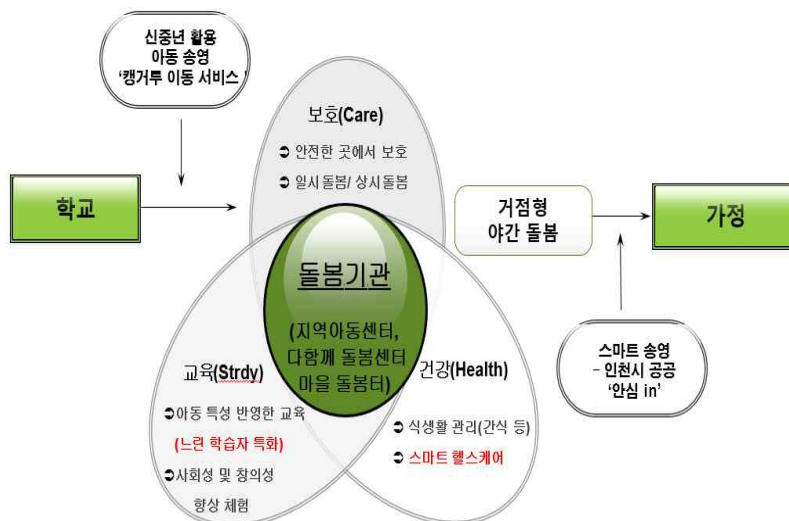 신중년 활용
아동 송영
‘캥거루 이동 서비스’
보호(Care)
➲ 안전한 곳에서 보호
➲ 일시돌봄/ 상시돌봄
학교
거점형
야간 돌봄
가정
돌봄기관
(지역아동센터,
다함께 돌봄센터
마을 돌봄터)
스마트 송영
- 인천시 공공
‘안심 in’
교육(Strdy)
➲아동 특성 반영한 교육
(느린 학습자 특화)
➲사회성 및 창의성
향상 체험
건강(Health)
➲ 식생활 관리(간식 등)
➲ 스마트 헬스케어